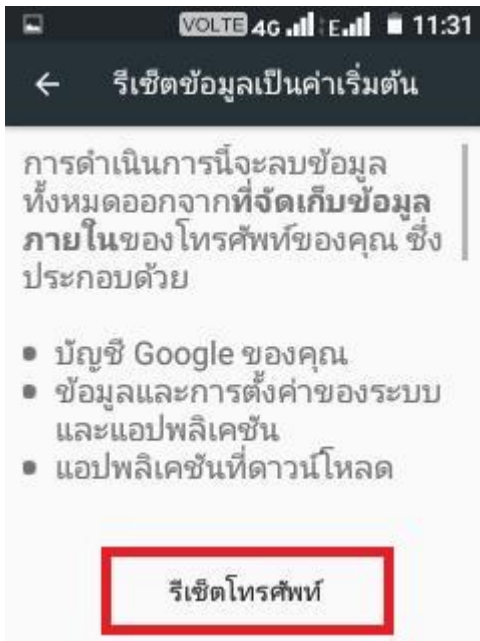 VOLTE 4G E 11:31
รีเซ็ตข้อมูลเป็นค่าเริ่มต้น
การดำเนินการนี้จะลบข้อมูล
ทั้งหมดออกจากที่จัดเก็บข้อมูล
ภายในของโทรศัพท์ของคุณ ซึ่ง
ประกอบด้วย
• บัญชี Google ของคุณ
• ข้อมูลและการตั้งค่าของระบบ
และแอปพลิเคชัน
• แอปพลิเคชันที่ดาวน์โหลด
รีเซ็ตโทรศัพท์